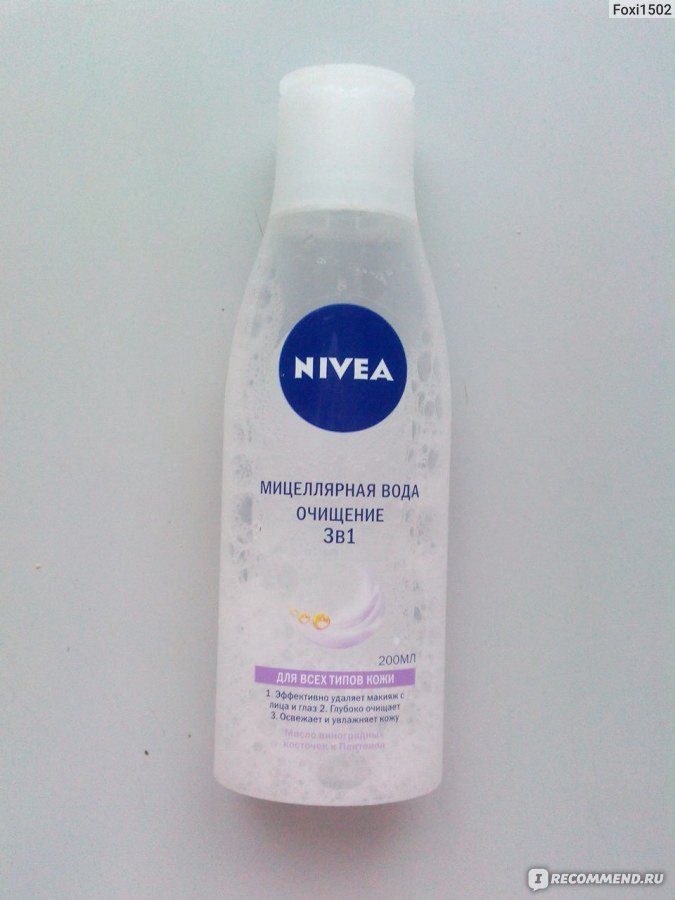 Foxi1502
NIVEA
МИЦЕЛЛЯРНАЯ ВОДА
ОЧИЩЕНИЕ
3В1
200МЛ
ДЛЯ ВСЕХ ТИПОВ КОЖИ
1. Эффективно удаляет макияж с
лица и глаз 2. Глубоко очищает
3. Освежает и увлажняет кожу
Масло виноградных
косточек и Пантенол
IRECOMMEND.RU